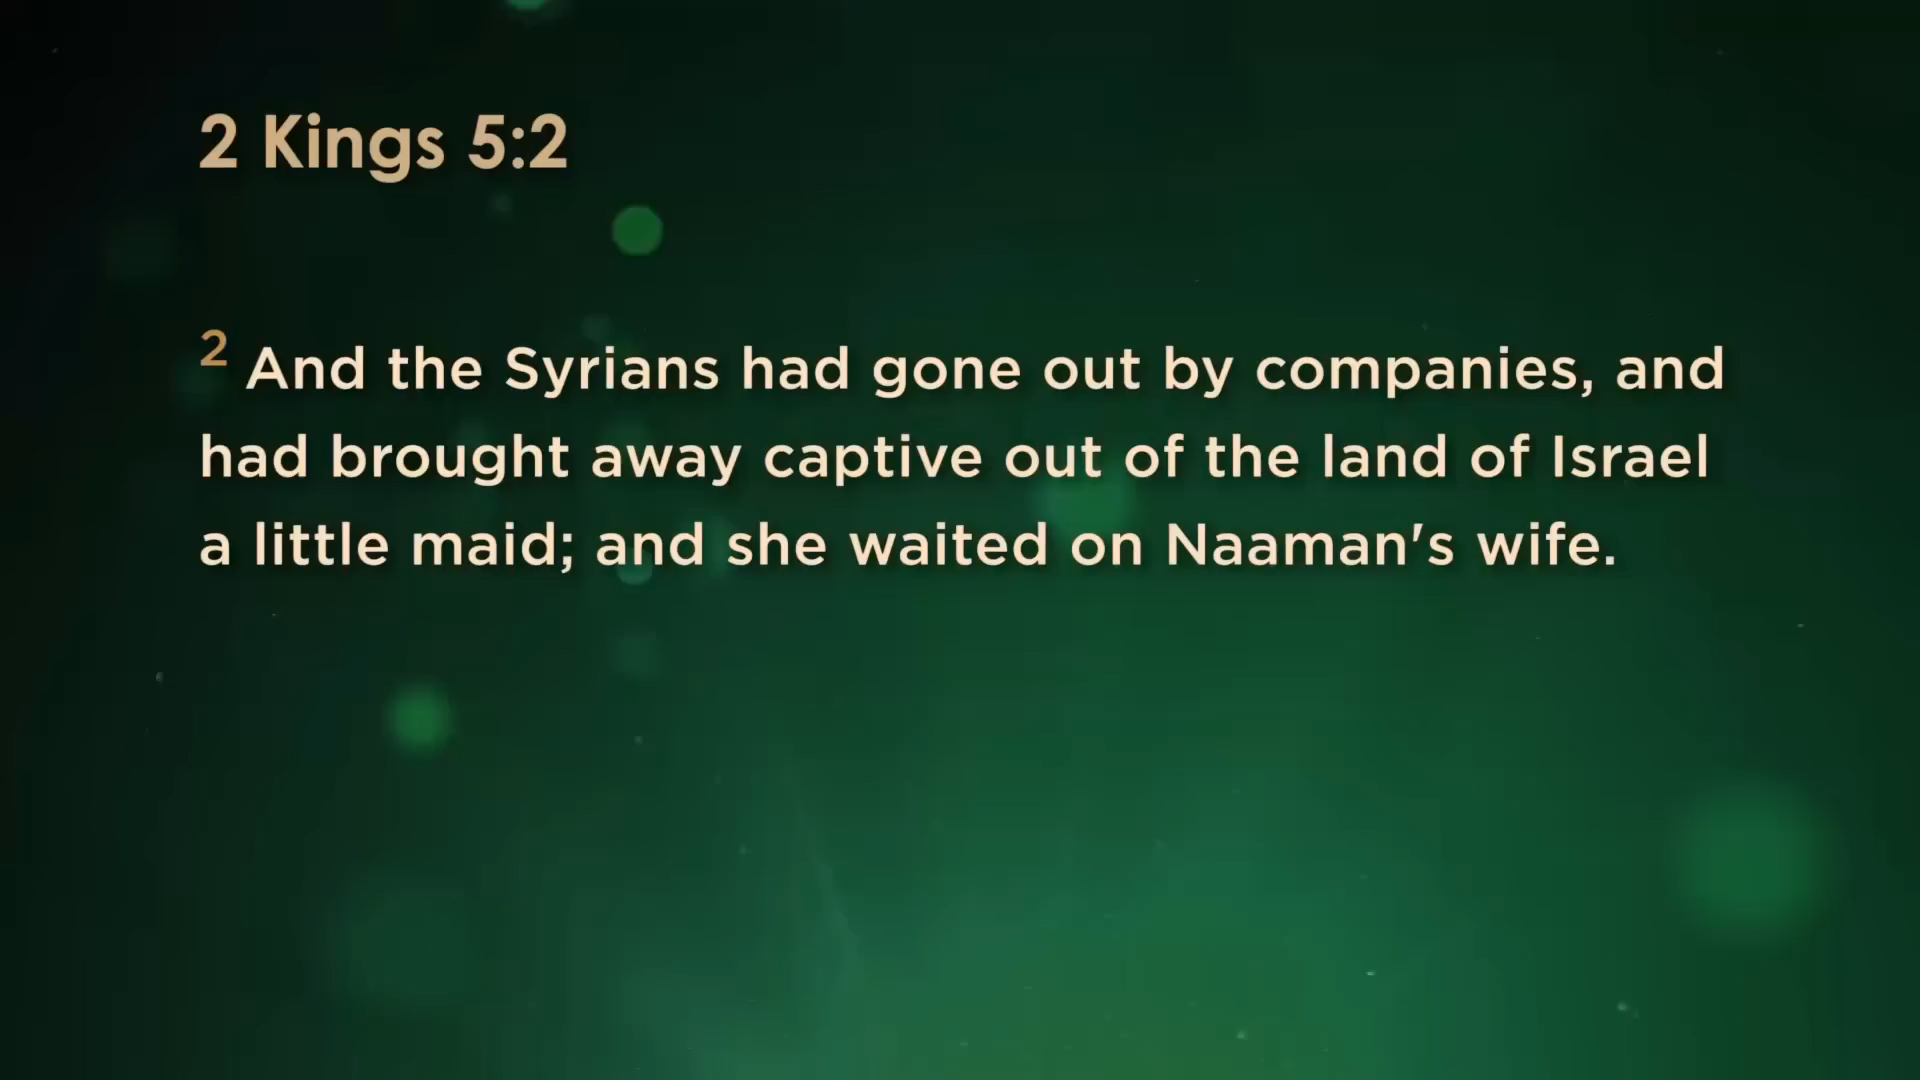 2 Kings 5:2
2 And the Syrians had gone out by companies, and
had brought away captive out of the land of Israel
a little maid; and she waited on Naaman's wife.